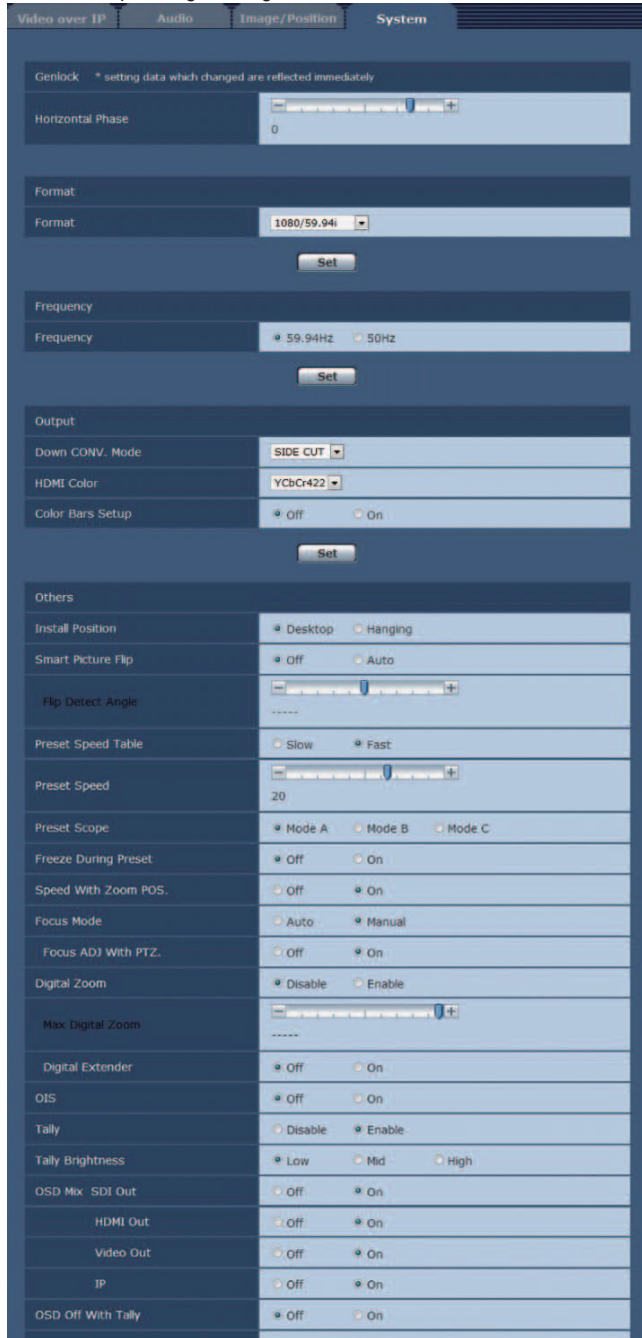 Video over IP Audio Image/Position System
Genlock * setting data which changed are reflected immediately
Horizontal Phase
0
Format
Format 1080/59.94i
Set
Frequency
Frequency 59.94Hz 50Hz
Set
Output
Down CONV. Mode SIDE CUT
HDMI Color YCbCr422
Color Bars Setup Off On
Set
Others
Install Position Desktop Hanging
Smart Picture Flip Off Auto
Flip Detect Angle
-----
Preset Speed Table Slow Fast
Preset Speed
20
Preset Scope Mode A Mode B Mode C
Freeze During Preset Off On
Speed With Zoom POS. Off On
Focus Mode Auto Manual
Focus ADJ With PTZ. Off On
Digital Zoom Disable Enable
Max Digital Zoom
-----
Digital Extender Off On
OIS Off On
Tally Disable Enable
Tally Brightness Low Mid High
OSD Mix SDI Out Off On
HDMI Out Off On
Video Out Off On
IP Off On
OSD Off With Tally Off On